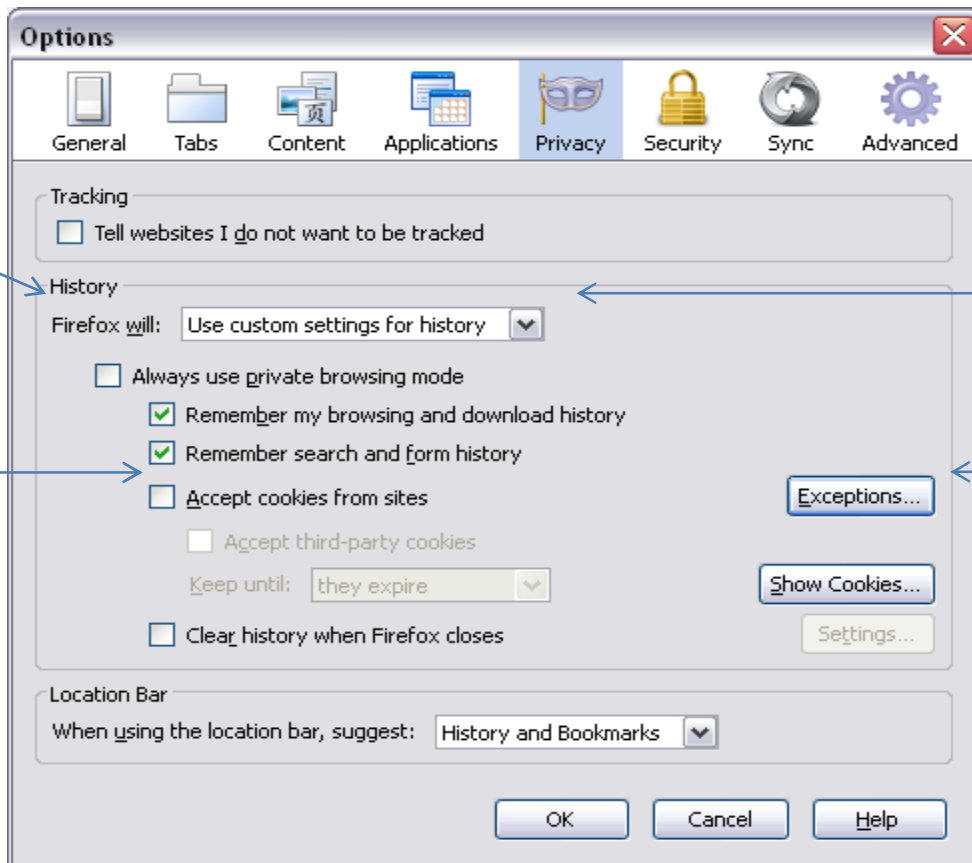 Options
页
General Tabs Content Applications Privacy Security Sync Advanced
Tracking
Tell websites I do not want to be tracked
History
Firefox will: Use custom settings for history
Always use private browsing mode
Remember my browsing and download history
Remember search and form history
Accept cookies from sites Exceptions...
Accept third-party cookies
Keep until: they expire Show Cookies...
Clear history when Firefox closes Settings...
Location Bar
When using the location bar, suggest: History and Bookmarks
OK Cancel Help